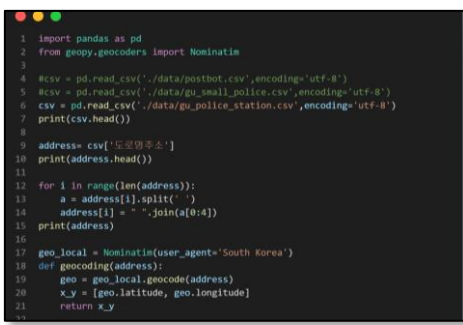 1 import pandas as pd
2 from geopy.geocoders import Nominatim
3
4 #csv = pd.read_csv('./data/postbot.csv',encoding='utf-8')
5 #csv = pd.read_csv('./data/gu_small_police.csv',encoding='utf-8')
6 csv = pd.read_csv('./data/gu_police_station.csv',encoding='utf-8')
7 print(csv.head())
8
9 address= csv['도로명주소']
10 print(address.head())
11
12 for i in range(len(address)):
13     a = address[i].split(' ')
14     address[i] = " ".join(a[0:4])
15 print(address)
16
17 geo_local = Nominatim(user_agent='South Korea')
18 def geocoding(address):
19     geo = geo_local.geocode(address)
20     x_y = [geo.latitude, geo.longitude]
21     return x_y
22